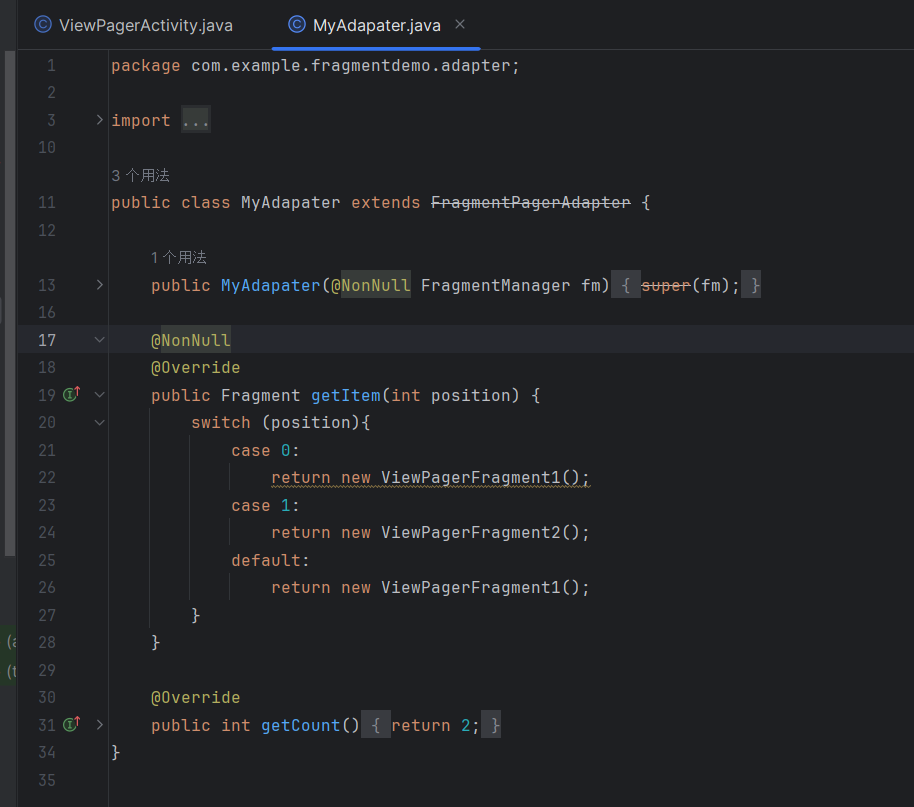 ViewPagerActivity.java MyAdapater.java
1 package com.example.fragmentdemo.adapter;
2
3 import ...
10
3 个用法
11 public class MyAdapater extends FragmentPagerAdapter {
12
1 个用法
13 public MyAdapater(@NonNull FragmentManager fm) { super(fm); }
16
17 @NonNull
18 @Override
19 public Fragment getItem(int position) {
20 switch (position){
21 case 0:
22 return new ViewPagerFragment1();
23 case 1:
24 return new ViewPagerFragment2();
25 default:
26 return new ViewPagerFragment1();
27 }
28 }
29
30 @Override
31 public int getCount() { return 2; }
34 }
35